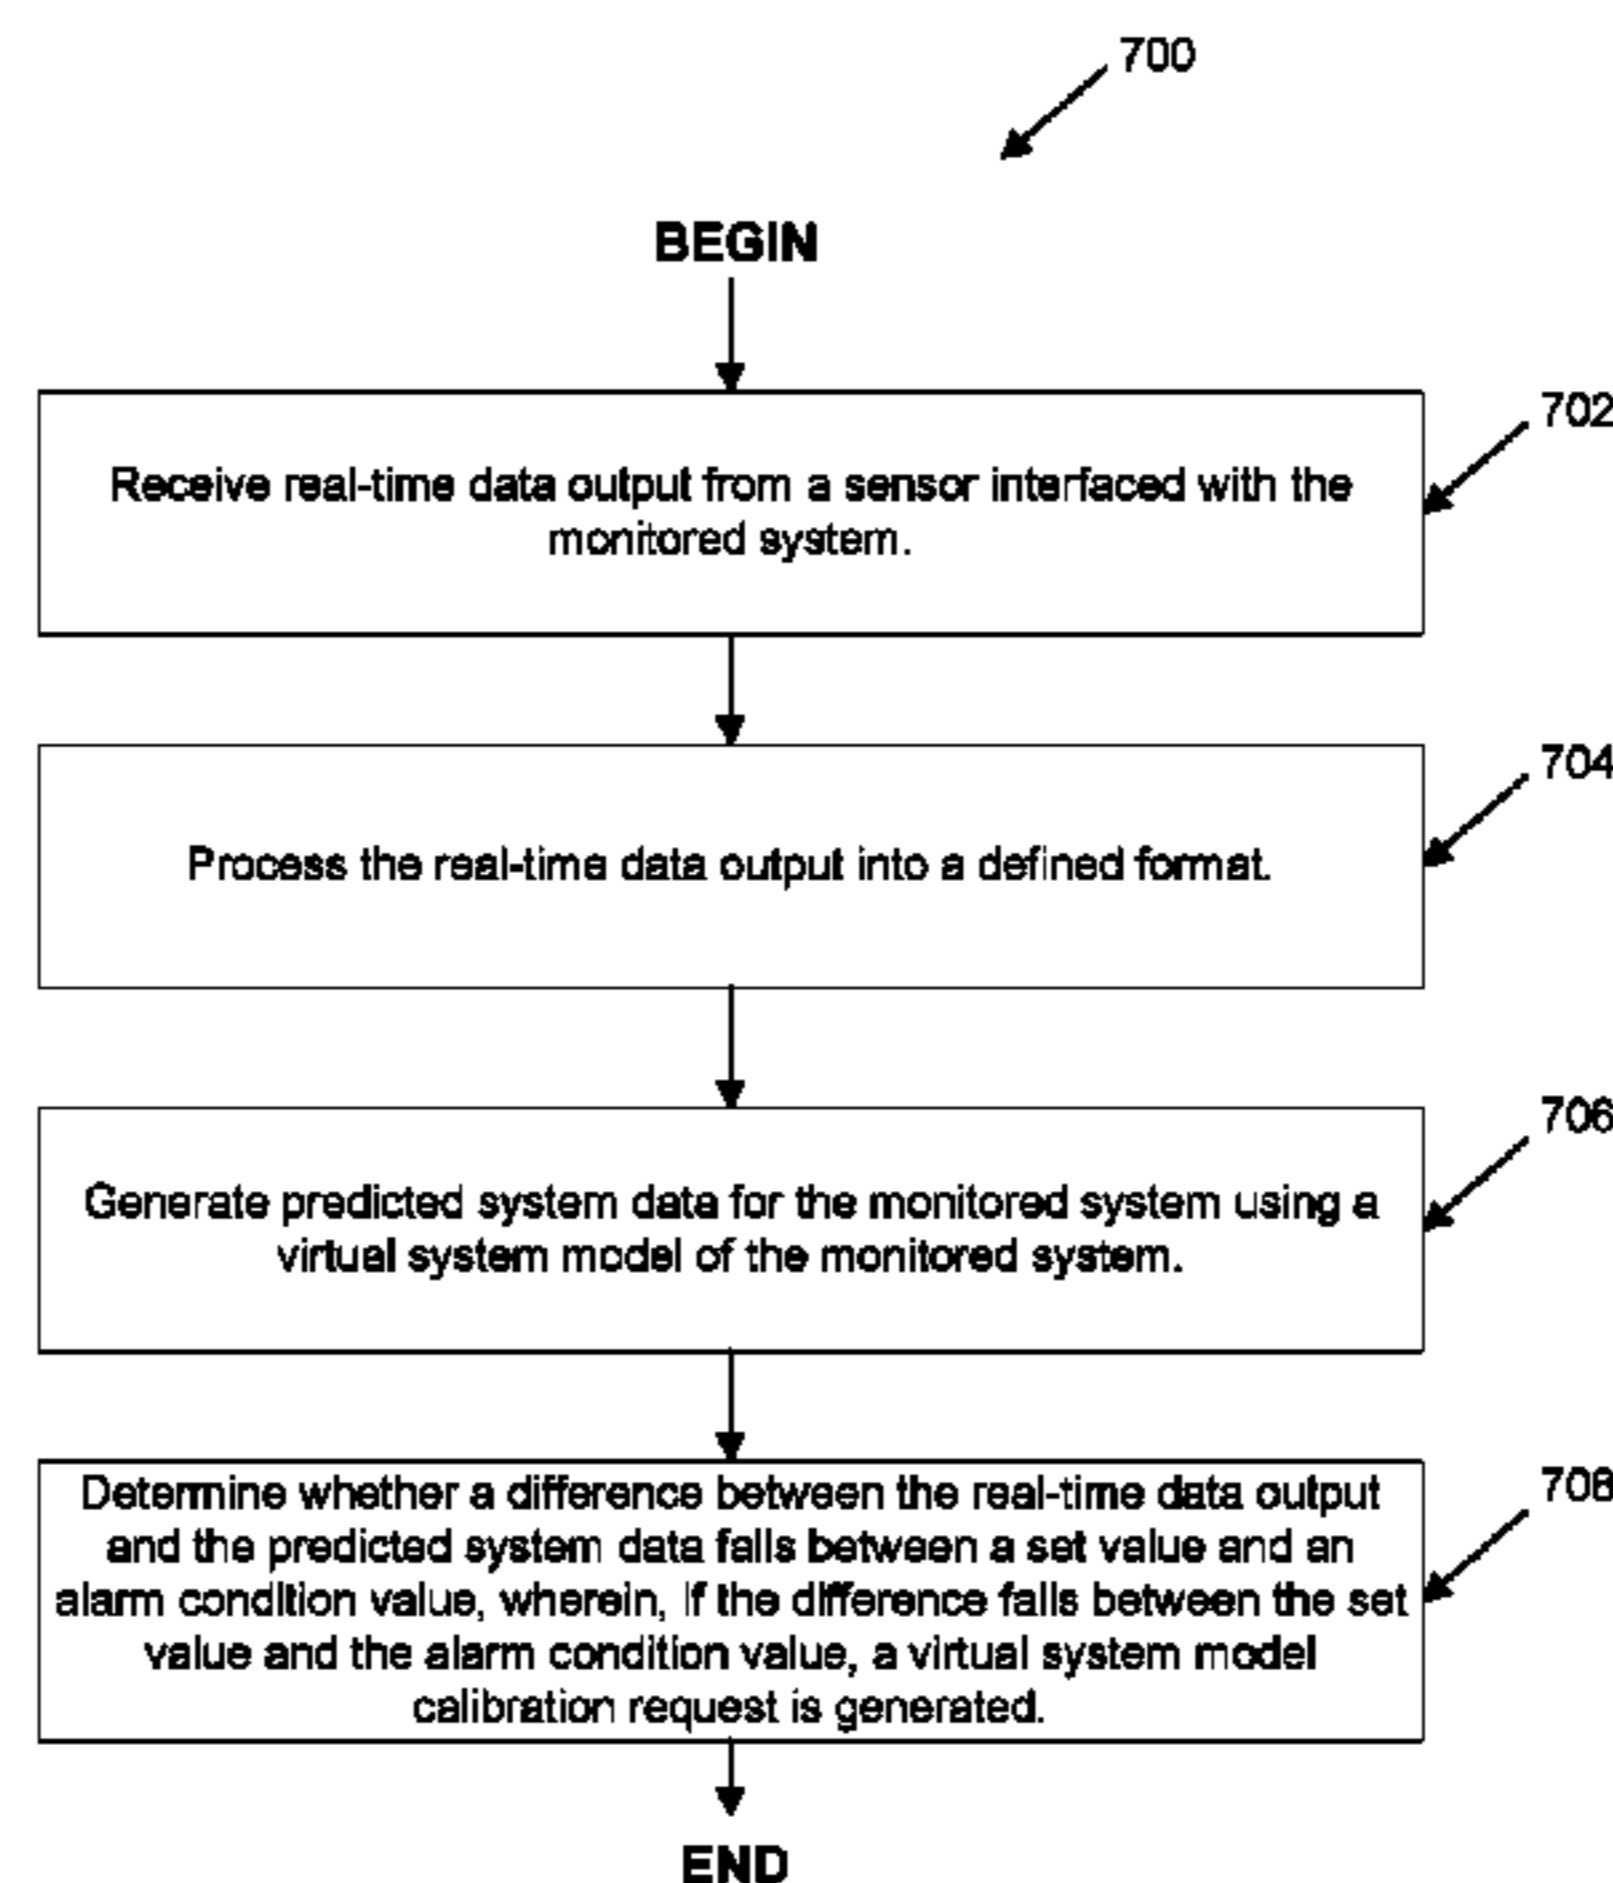 700
BEGIN
702
Receive real-time data output from a sensor interfaced with the
monitored system.
704
Process the real-time data output into a defined format.
706
Generate predicted system data for the monitored system using a
virtual system model of the monitored system.
708
Determine whether a difference between the real-time data output
and the predicted system data falls between a set value and an
alarm condition value, wherein, if the difference falls between the set
value and the alarm condition value, a virtual system model
calibration request is generated.
END